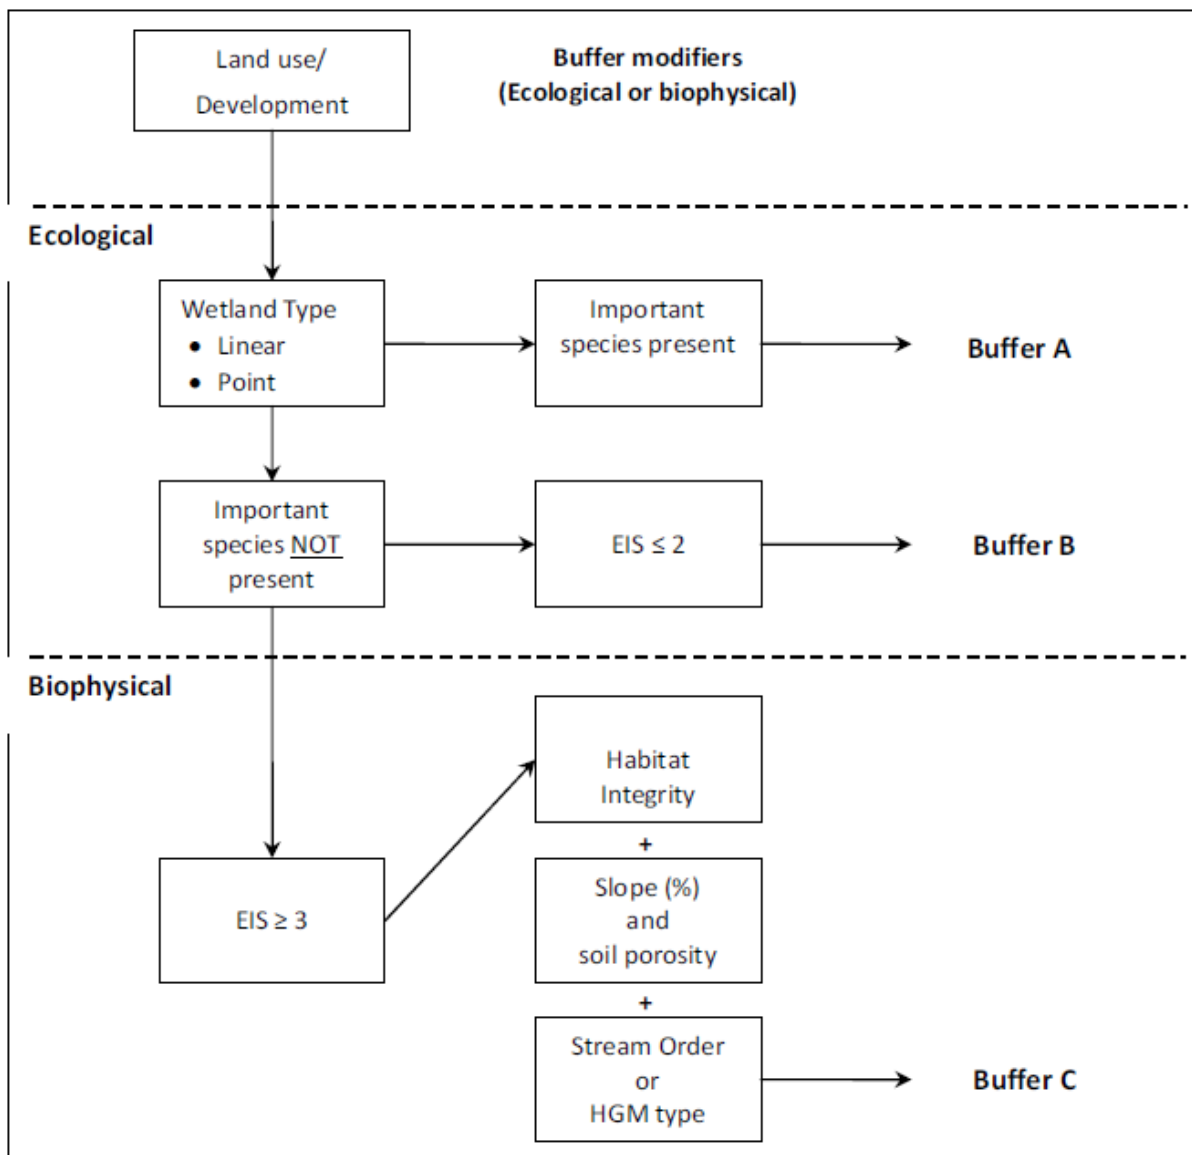 Land use/
Development
Buffer modifiers
(Ecological or biophysical)
Ecological
Wetland Type
• Linear
• Point
Important
species present
Buffer A
Important
species NOT
present
EIS ≤ 2
Buffer B
Biophysical
EIS ≥ 3
Habitat
Integrity
+
Slope (%)
and
soil porosity
+
Stream Order
or
HGM type
Buffer C